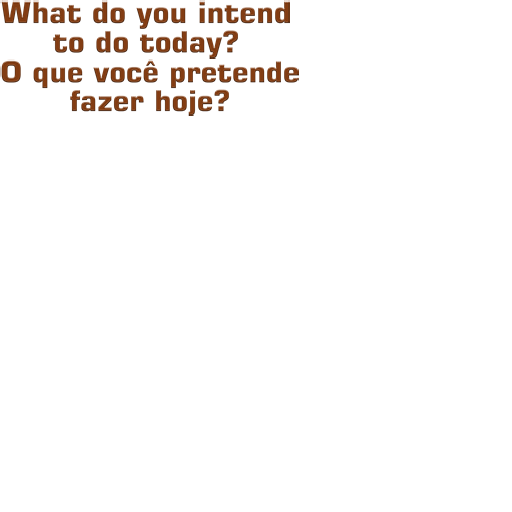 What do you intend
to do today?
O que você pretende
fazer hoje?